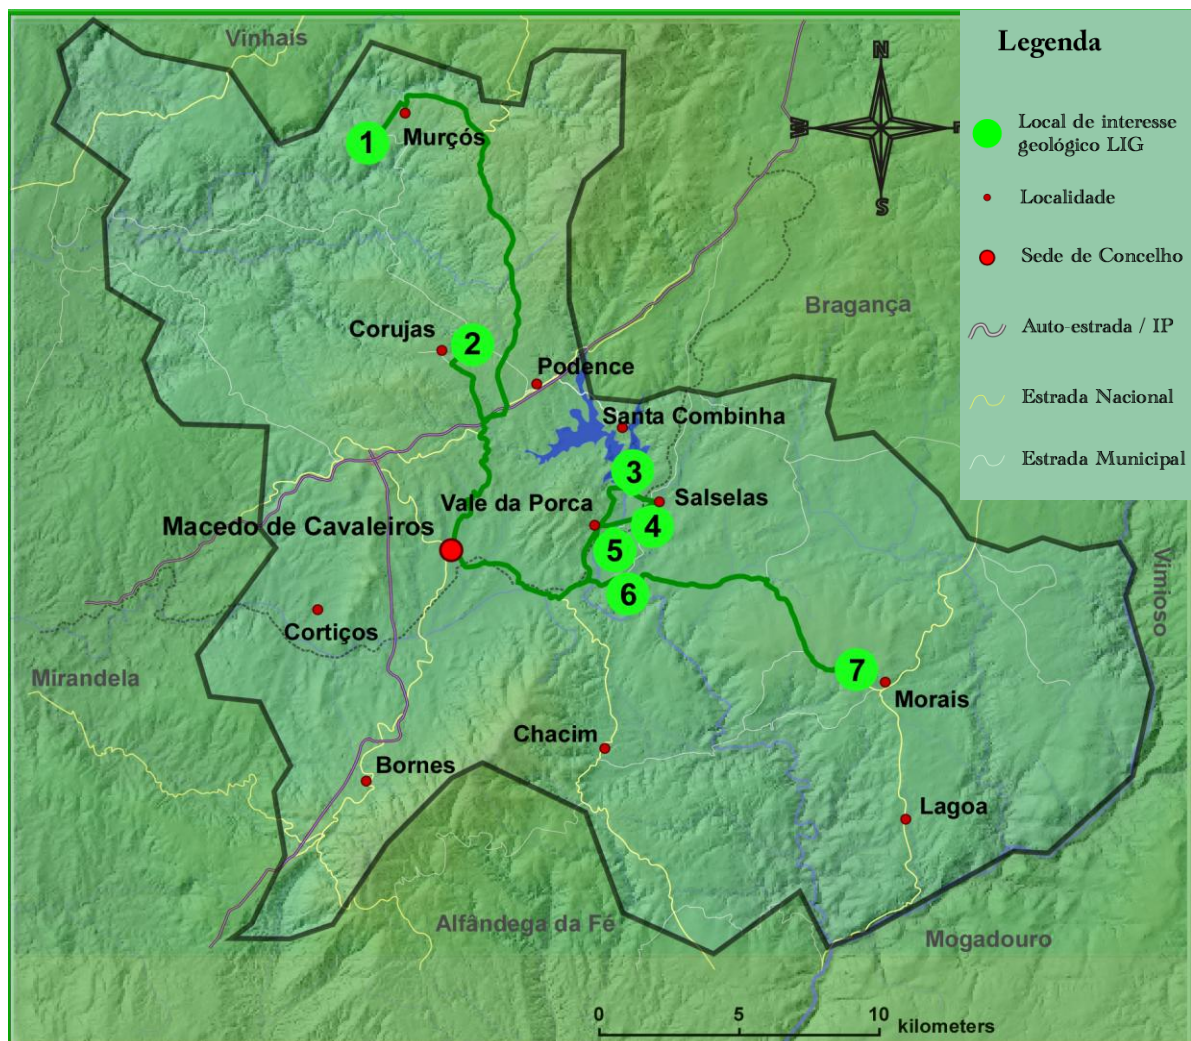 Vinhais
Legenda
N
W
S
Local de interesse
geológico LIG
Localidade
Sede de Concelho
Auto-estrada / IP
Estrada Nacional
Estrada Municipal
1
Murçós
Bragança
Corujas
2
Podence
Santa Combinha
3
Vale da Porca
Salselas
4
Macedo de Cavaleiros
5
6
Vimioso
Cortiços
Mirandela
7
Morais
Chacim
Bornes
Lagoa
Alfândega da Fé
Mogadouro
0 5 10
kilometers